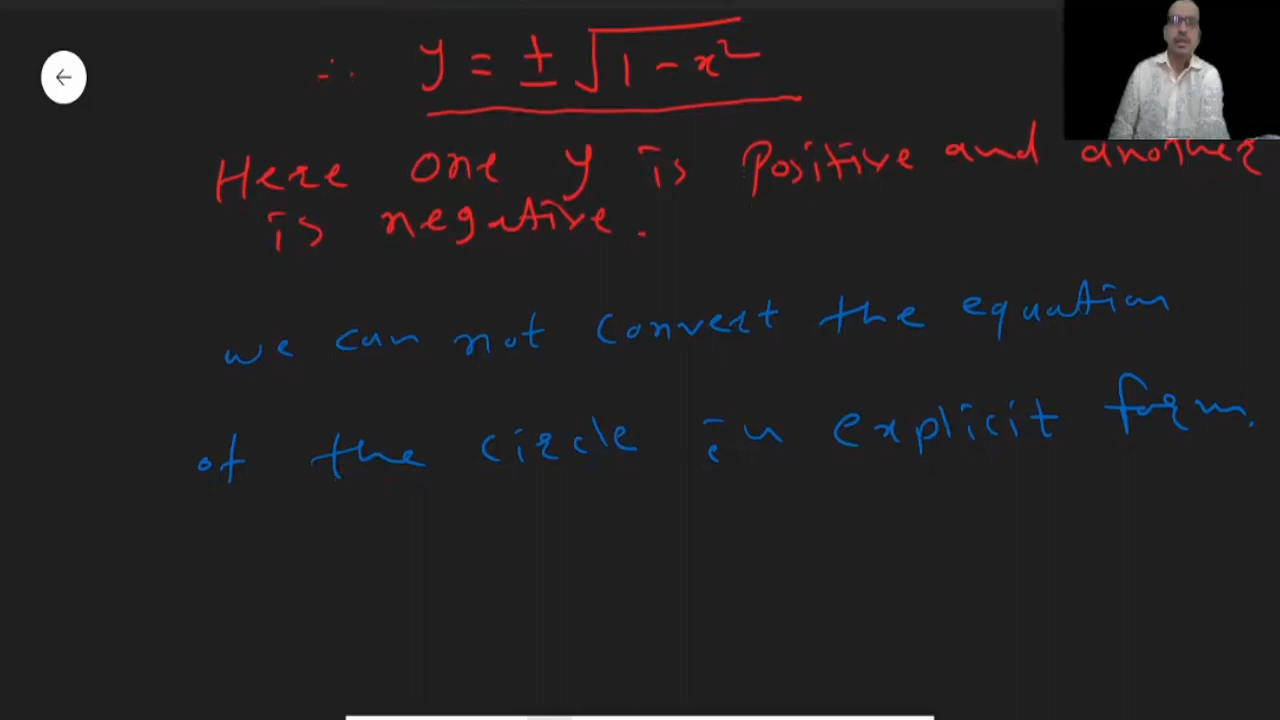 ∴ y = ± √1 - x²
Here one y is positive and another
is negative.
we can not convert the equation
of the circle in explicit form.